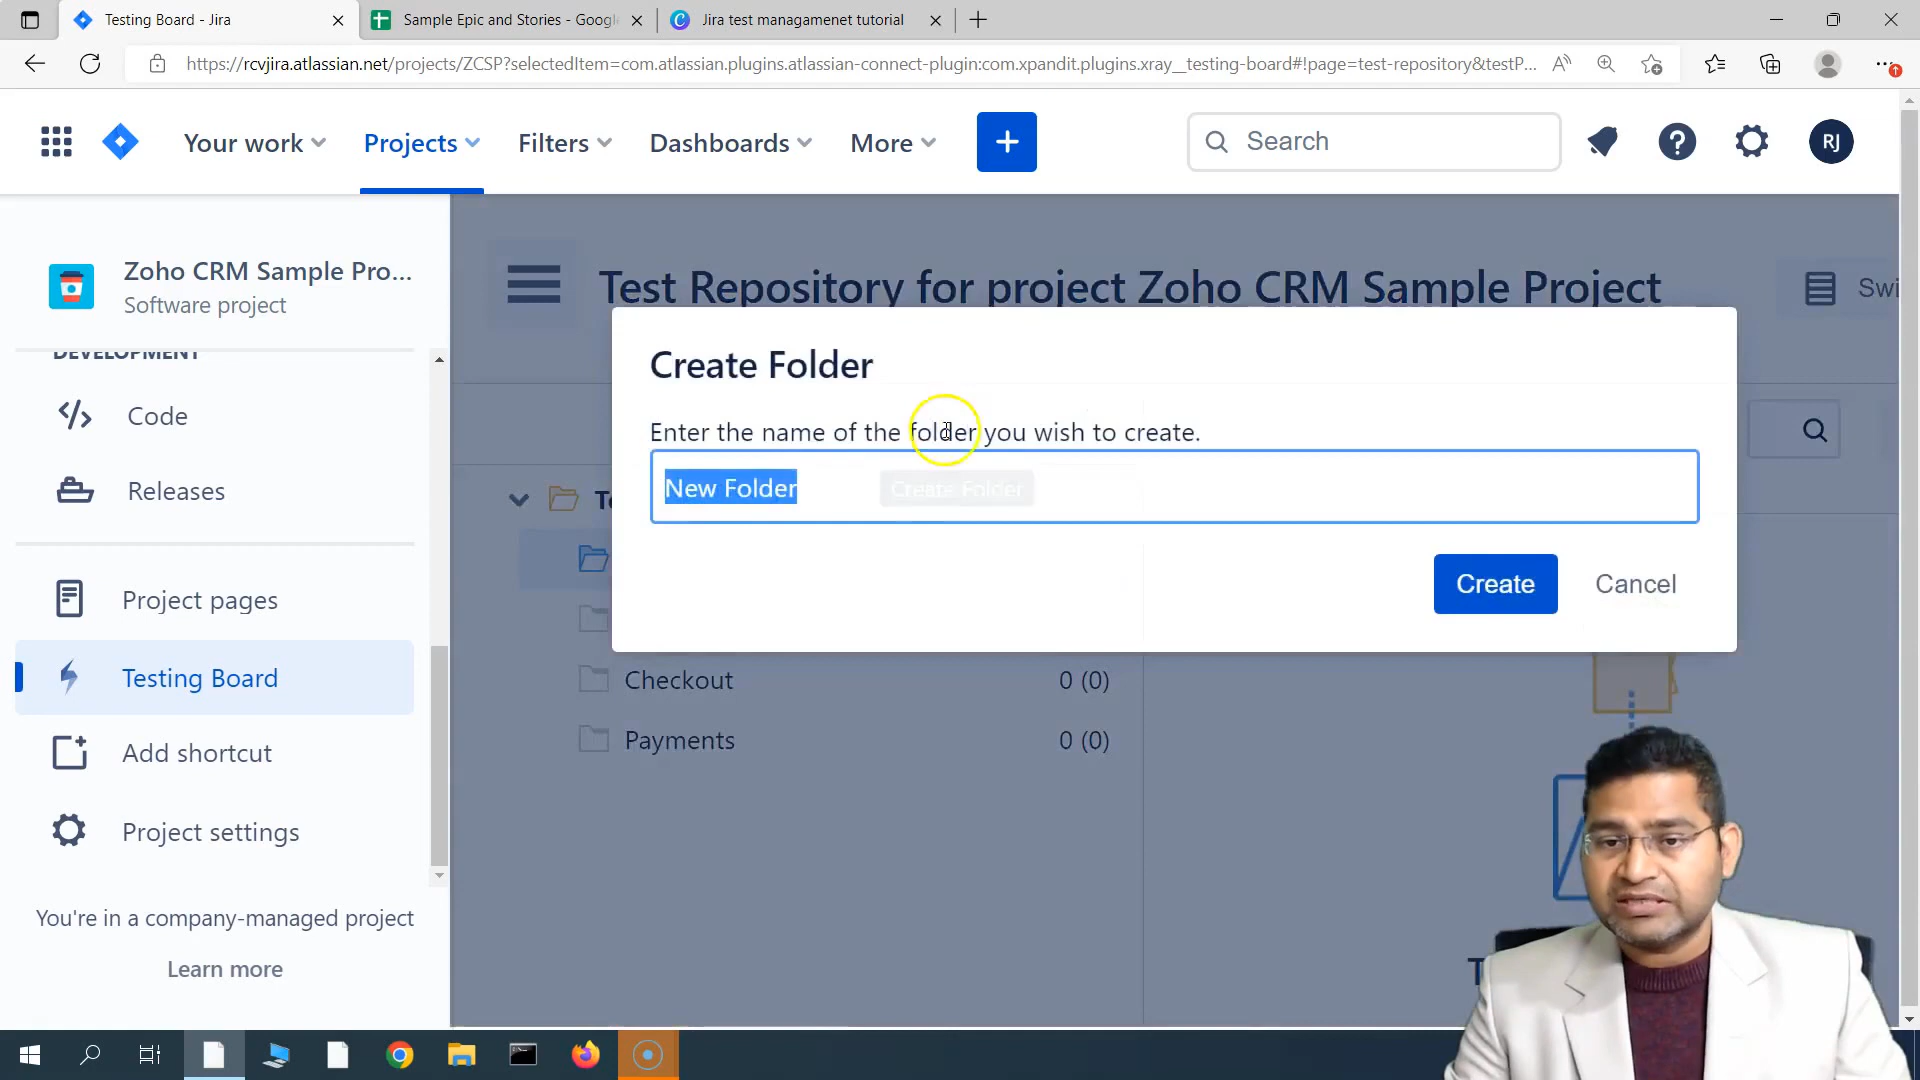 Testing Board - Jira
Sample Epic and Stories - Google
Jira test managamenet tutorial
https://rcvjira.atlassian.net/projects/ZCSP?selectedItem=com.atlassian.plugins.atlassian-connect-plugin:com.xpandit.plugins.xray__testing-board#!page=test-repository&testP...
Your work
Projects
Filters
Dashboards
More
Search
RJ
Zoho CRM Sample Pro...
Software project
DEVELOPMENT
Code
Releases
Project pages
Testing Board
Add shortcut
Project settings
You're in a company-managed project
Learn more
Test Repository for project Zoho CRM Sample Project
Swi
Create Folder
Enter the name of the folder you wish to create.
New Folder
Create Folder
Create
Cancel
Checkout 0 (0)
Payments 0 (0)